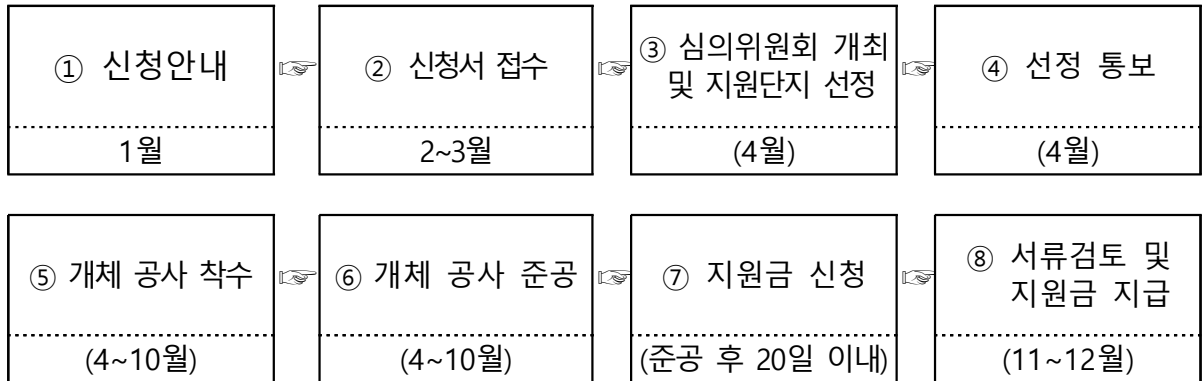 ① 신청안내 ☞ ② 신청서 접수 ☞ ③ 심의위원회 개최 및 지원단지 선정 ☞ ④ 선정 통보
1월 2~3월 (4월) (4월)
⑤ 개체 공사 착수 ☞ ⑥ 개체 공사 준공 ☞ ⑦ 지원금 신청 ☞ ⑧ 서류검토 및 지원금 지급
(4~10월) (4~10월) (준공 후 20일 이내) (11~12월)